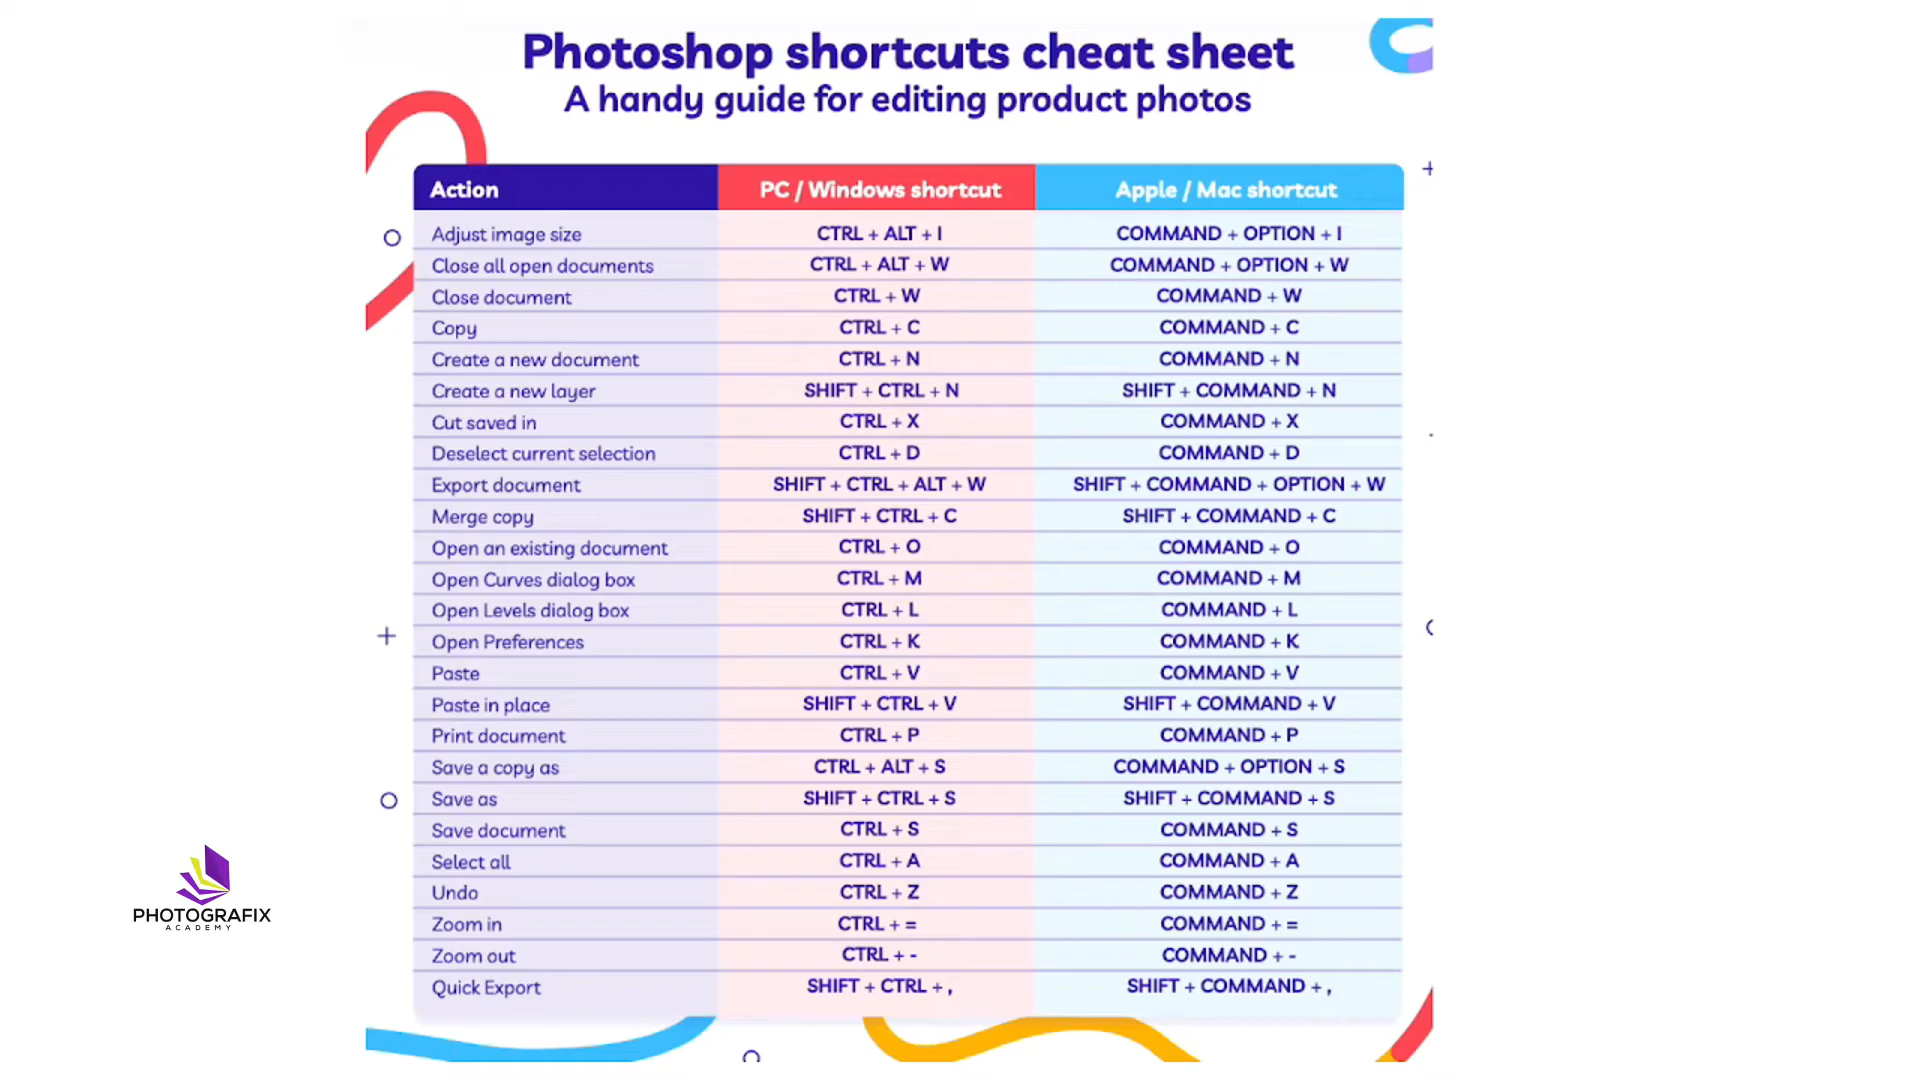 Photoshop shortcuts cheat sheet
A handy guide for editing product photos
Action PC / Windows shortcut Apple / Mac shortcut
Adjust image size CTRL + ALT + I COMMAND + OPTION + I
Close all open documents CTRL + ALT + W COMMAND + OPTION + W
Close document CTRL + W COMMAND + W
Copy CTRL + C COMMAND + C
Create a new document CTRL + N COMMAND + N
Create a new layer SHIFT + CTRL + N SHIFT + COMMAND + N
Cut saved in CTRL + X COMMAND + X
Deselect current selection CTRL + D COMMAND + D
Export document SHIFT + CTRL + ALT + W SHIFT + COMMAND + OPTION + W
Merge copy SHIFT + CTRL + C SHIFT + COMMAND + C
Open an existing document CTRL + O COMMAND + O
Open Curves dialog box CTRL + M COMMAND + M
Open Levels dialog box CTRL + L COMMAND + L
Open Preferences CTRL + K COMMAND + K
Paste CTRL + V COMMAND + V
Paste in place SHIFT + CTRL + V SHIFT + COMMAND + V
Print document CTRL + P COMMAND + P
Save a copy as CTRL + ALT + S COMMAND + OPTION + S
Save as SHIFT + CTRL + S SHIFT + COMMAND + S
Save document CTRL + S COMMAND + S
Select all CTRL + A COMMAND + A
Undo CTRL + Z COMMAND + Z
Zoom in CTRL + = COMMAND + =
Zoom out CTRL + - COMMAND + -
Quick Export SHIFT + CTRL + , SHIFT + COMMAND + ,
PHOTOGRAFIX
ACADEMY